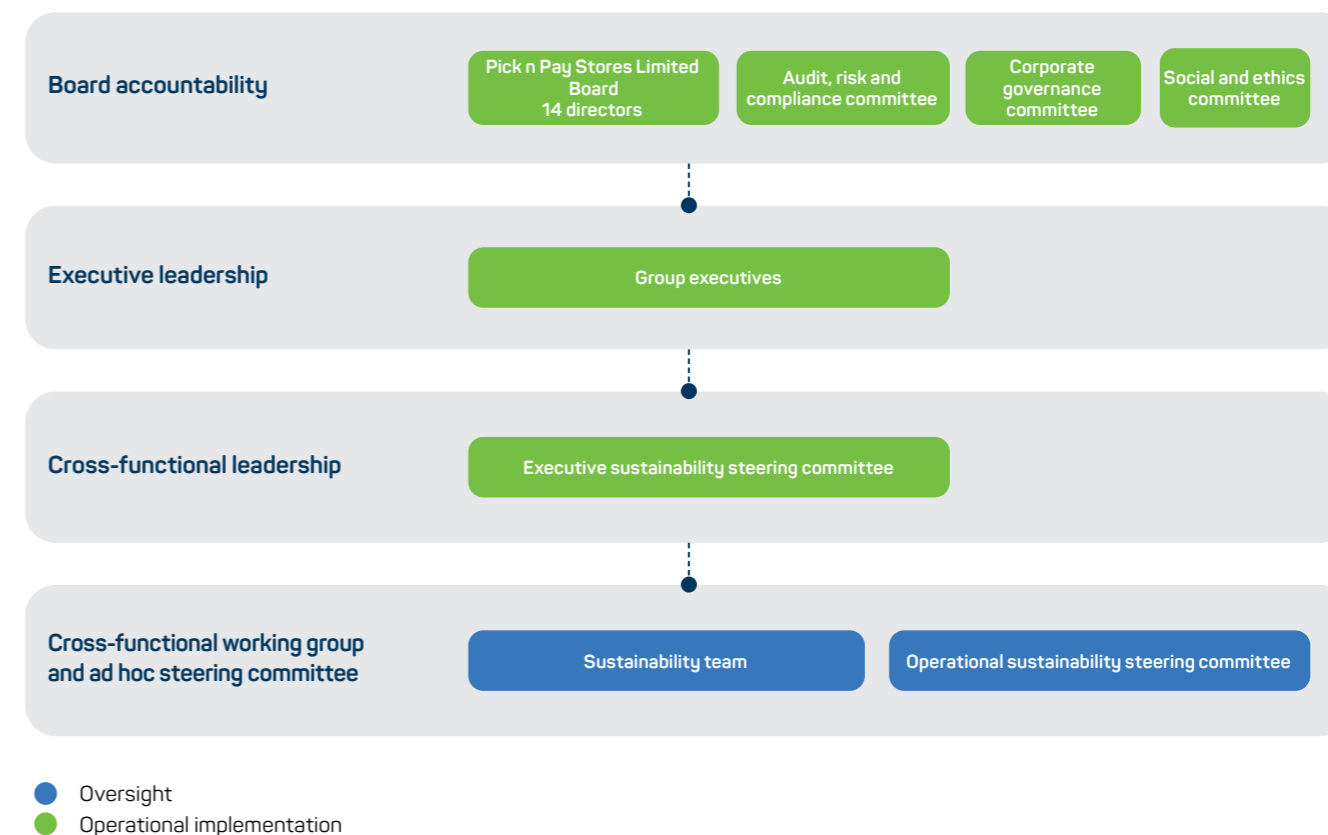 Board accountability
Pick n Pay Stores Limited
Board
14 directors
Audit, risk and
compliance committee
Corporate
governance
committee
Social and ethics
committee
Executive leadership
Group executives
Cross-functional leadership
Executive sustainability steering committee
Cross-functional working group
and ad hoc steering committee
Sustainability team
Operational sustainability steering committee
Oversight
Operational implementation